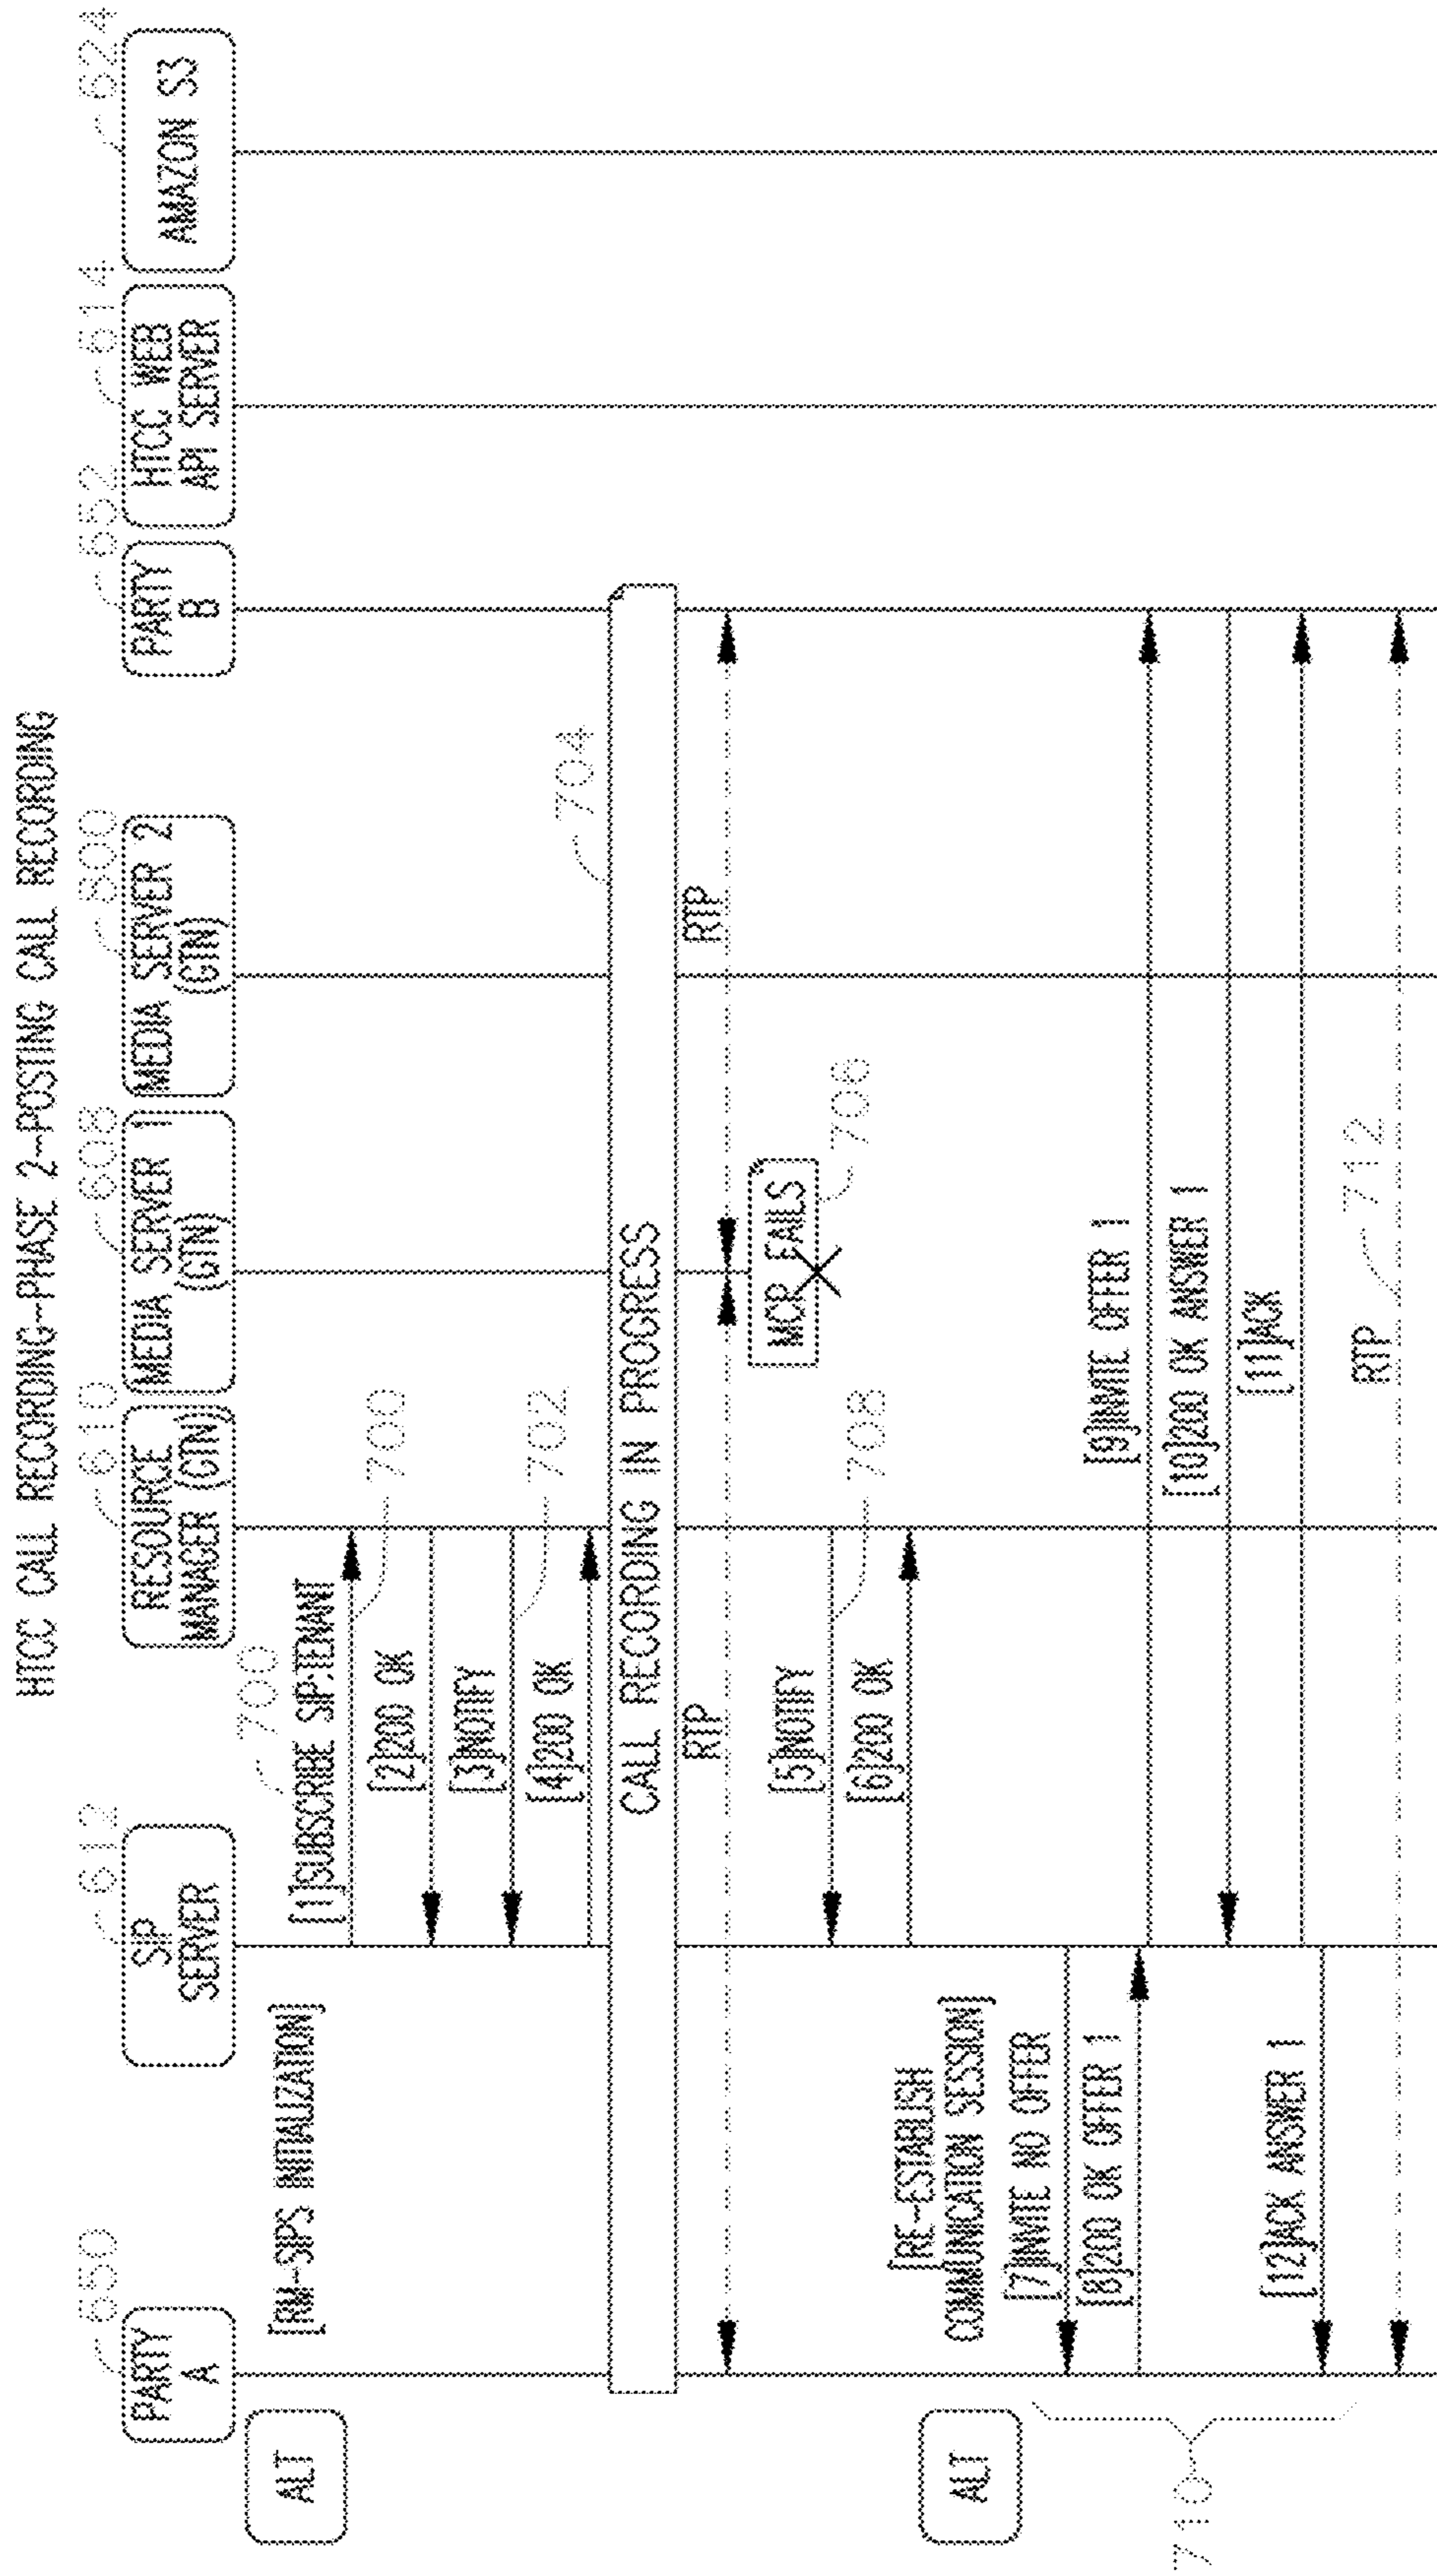 HTCC CALL RECORDING-PHASE 2-POSTING CALL RECORDING
650
612
610
608
800
652
614
624
PARTY
A
SIP
SERVER
RESOURCE
MANAGER (GTN)
MEDIA SERVER 1
(GTN)
MEDIA SERVER 2
(GTN)
PARTY
B
HTCC WEB
API SERVER
AMAZON S3
ALT
[RM-SIPS INITIALIZATION]
700
[1]SUBSCRIBE SIP:TENANT
700
[2]200 OK
[3]NOTIFY
702
[4]200 OK
704
CALL RECORDING IN PROGRESS
RTP
RTP
MCP FAILS
706
[5]NOTIFY
708
[6]200 OK
ALT
[RE-ESTABLISH
COMMUNICATION SESSION]
[7]INVITE NO OFFER
[8]200 OK OFFER 1
[9]INVITE OFFER 1
[10]200 OK ANSWER 1
[11]ACK
[12]ACK ANSWER 1
710
RTP
712